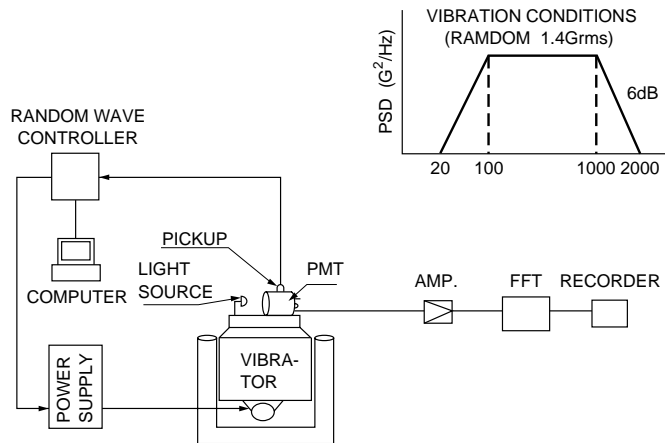 VIBRATION CONDITIONS
(RAMDOM 1.4Grms)
PSD (G²/Hz)
6dB
20 100 1000 2000
RANDOM WAVE
CONTROLLER
COMPUTER
PICKUP
LIGHT
SOURCE
PMT
AMP.
FFT
RECORDER
VIBRA-
TOR
POWER
SUPPLY